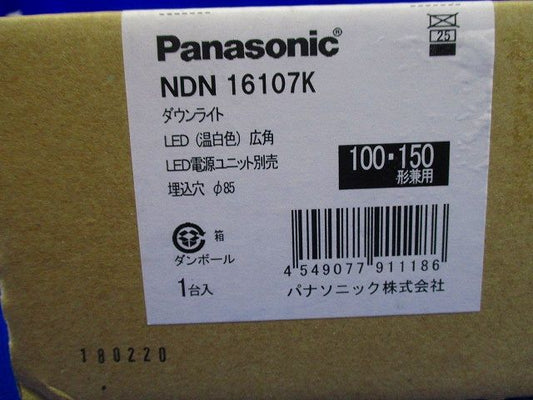 Panasonic®
25
NDN 16107K
ダウンライト
LED (温白色) 広角
LED電源ユニット別売
埋込穴 φ85
100・150
形兼用
箱
ダンボール
1台入
4 549077 911186
パナソニック株式会社
180220